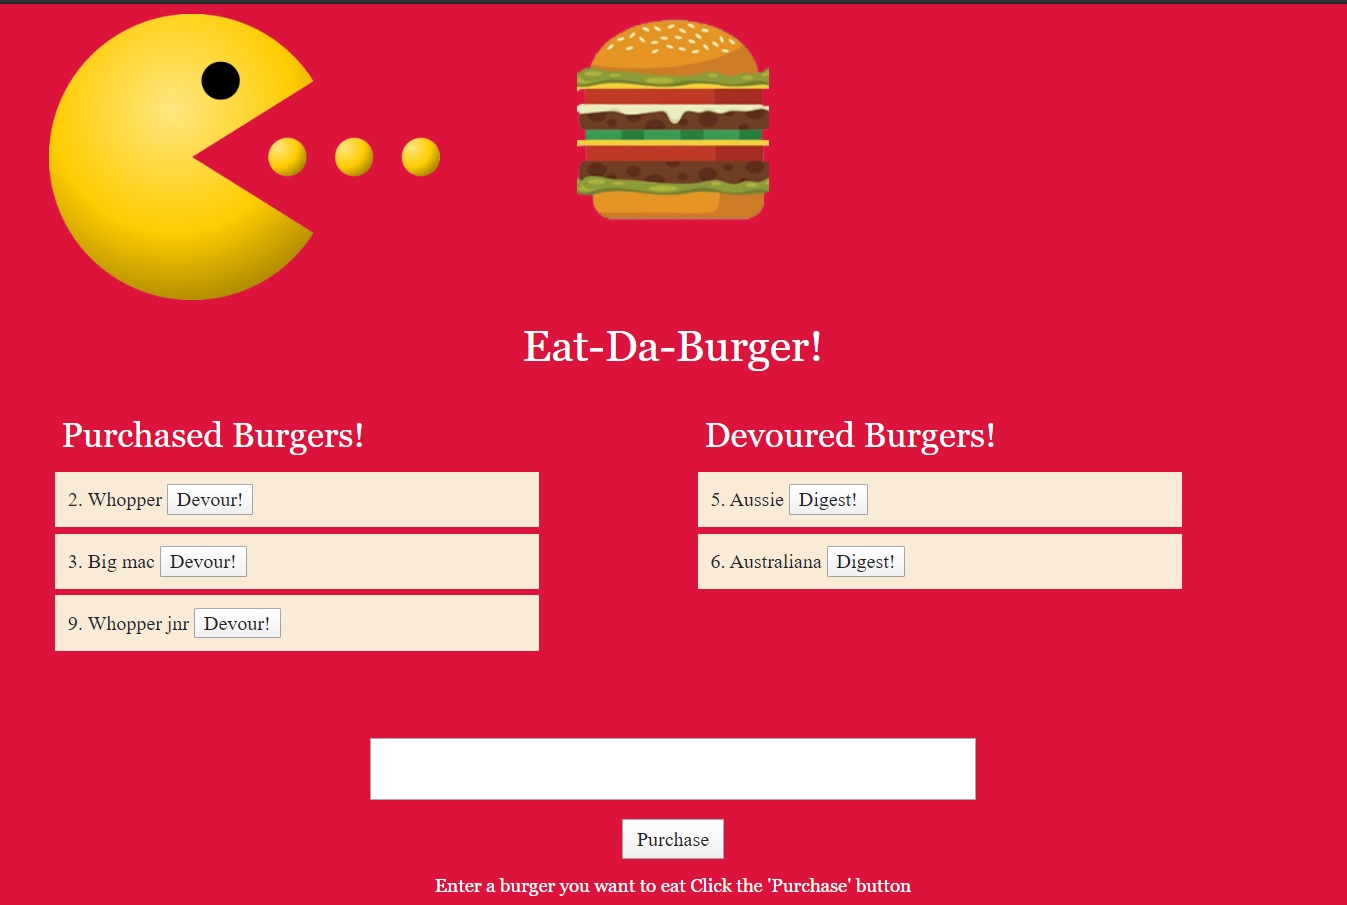 Eat-Da-Burger!
Purchased Burgers!
2. Whopper Devour!
3. Big mac Devour!
9. Whopper jnr Devour!
Devoured Burgers!
5. Aussie Digest!
6. Australiana Digest!
Purchase
Enter a burger you want to eat Click the 'Purchase' button